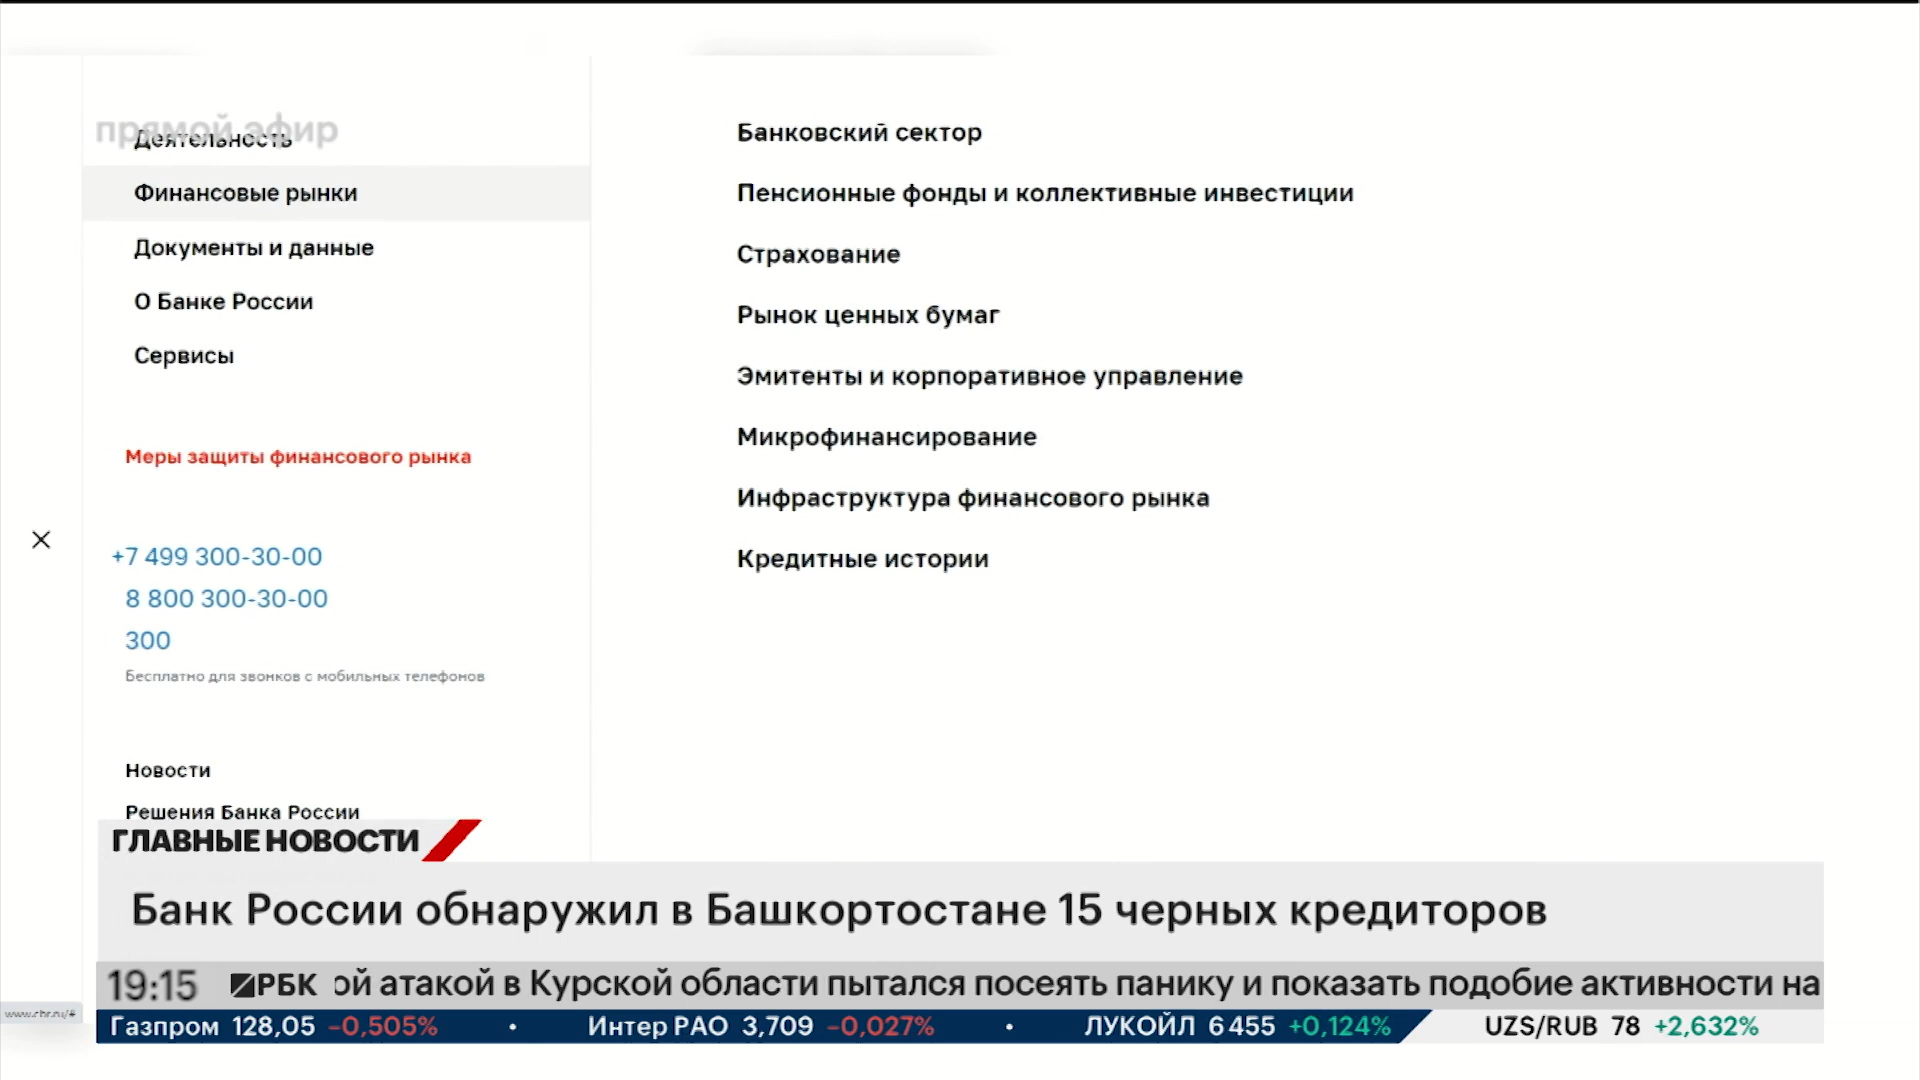 прямой эфир
Деятельность
Финансовые рынки
Документы и данные
О Банке России
Сервисы
Меры защиты финансового рынка
+7 499 300-30-00
8 800 300-30-00
300
Бесплатно для звонков с мобильных телефонов
Новости
Решения Банка России
Банковский сектор
Пенсионные фонды и коллективные инвестиции
Страхование
Рынок ценных бумаг
Эмитенты и корпоративное управление
Микрофинансирование
Инфраструктура финансового рынка
Кредитные истории
ГЛАВНЫЕ НОВОСТИ
Банк России обнаружил в Башкортостане 15 черных кредиторов
19:15 РБК ой атакой в Курской области пытался посеять панику и показать подобие активности на
www.cbr.ru/#
Газпром 128,05 -0,505% • Интер РАО 3,709 -0,027% • ЛУКОЙЛ 6 455 +0,124% UZS/RUB 78 +2,632%